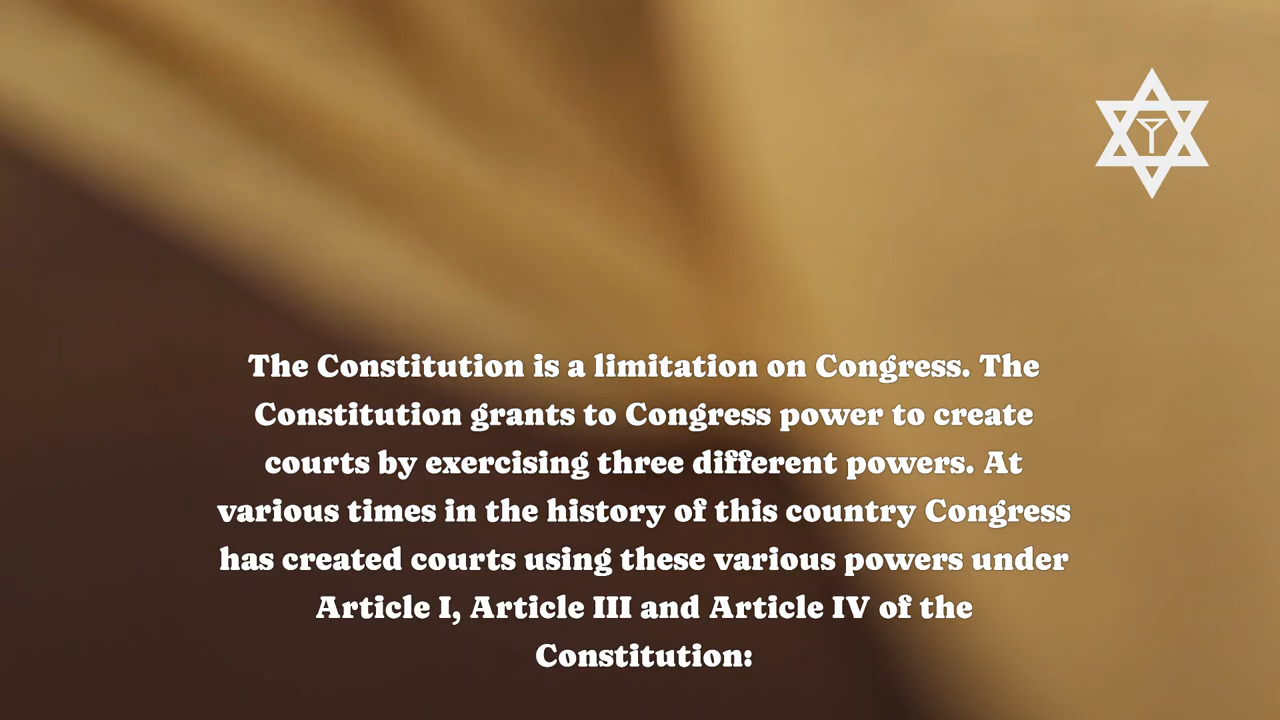 The Constitution is a limitation on Congress. The
Constitution grants to Congress power to create
courts by exercising three different powers. At
various times in the history of this country Congress
has created courts using these various powers under
Article I, Article III and Article IV of the
Constitution: